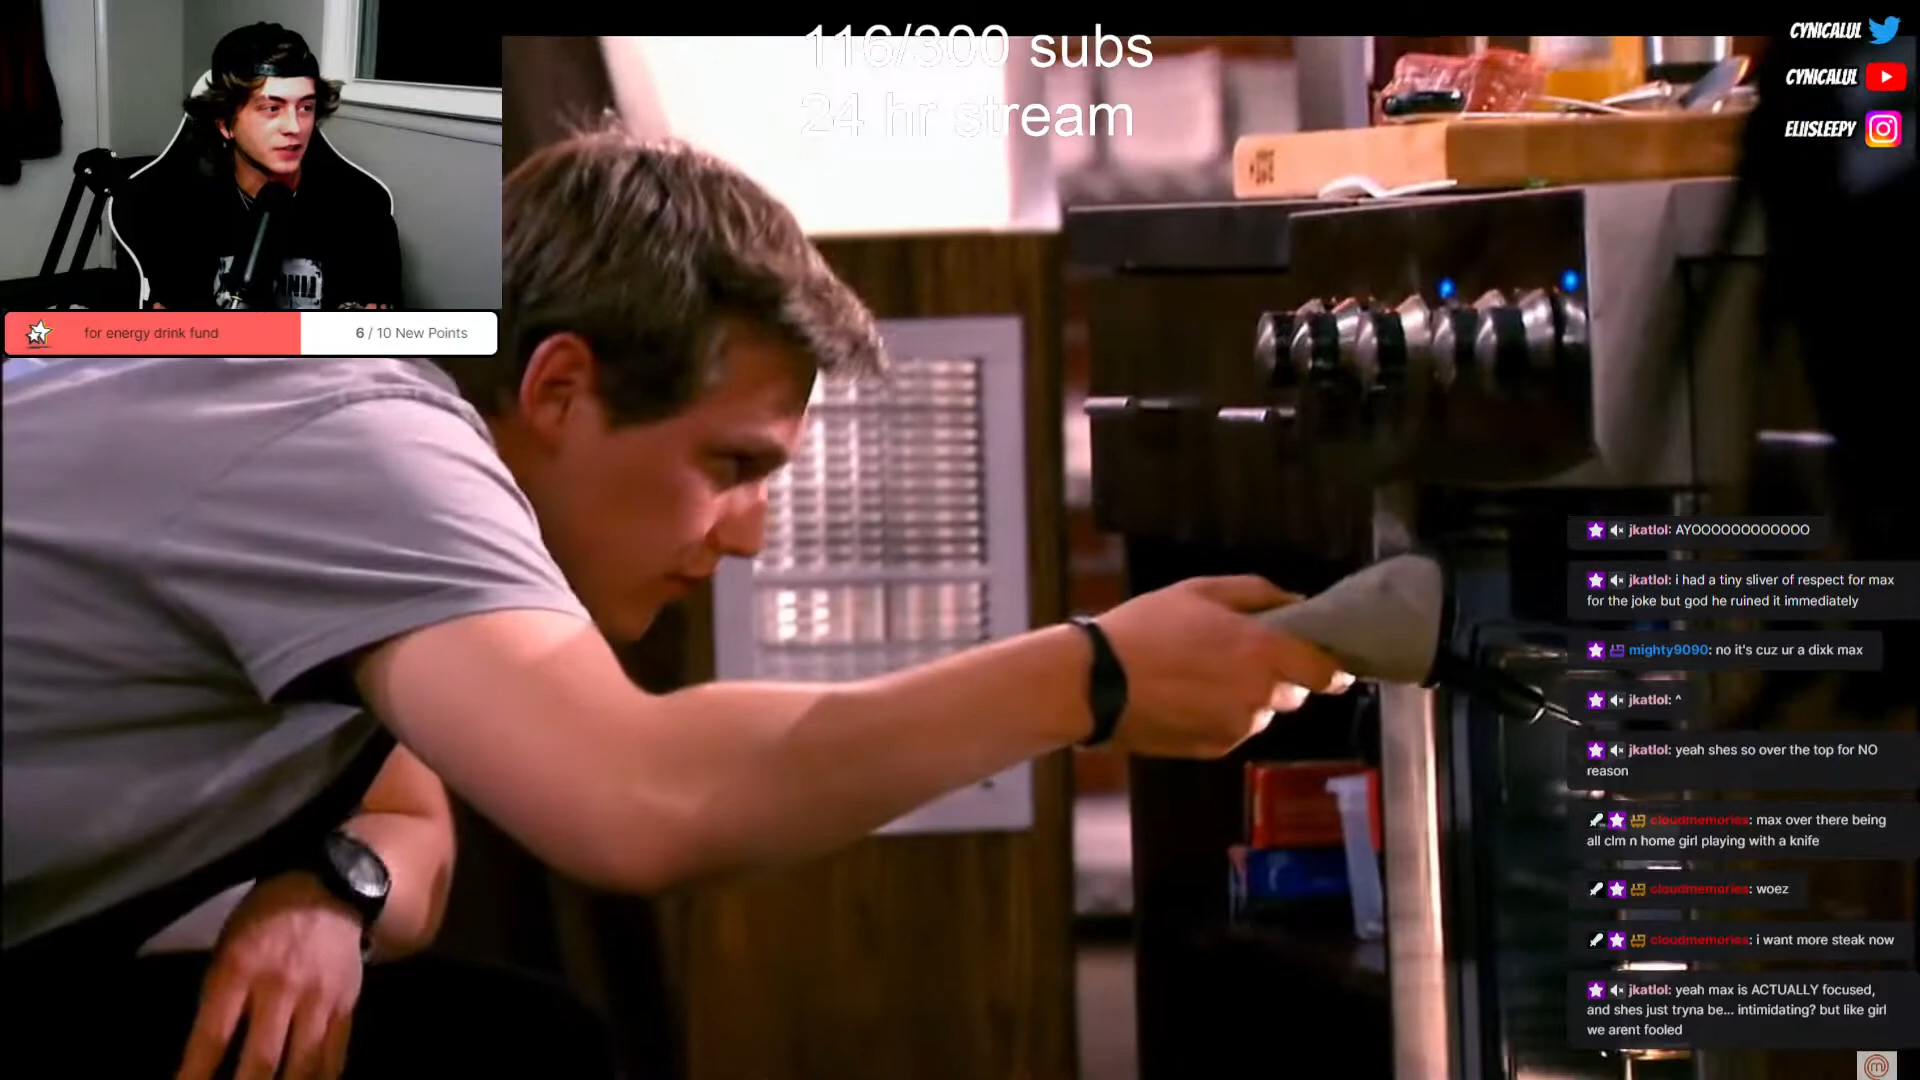 116/300 subs
24 hr stream
CYNICALUL
CYNICALUL
ELIISLEEPY
for energy drink fund
6 / 10 New Points
jkatlol: AYOOOOOOOOOOOO
jkatlol: i had a tiny sliver of respect for max
for the joke but god he ruined it immediately
mighty9090: no it's cuz ur a dixk max
jkatlol: ^
jkatlol: yeah shes so over the top for NO
reason
cloudmemories: max over there being
all clm n home girl playing with a knife
cloudmemories: woez
cloudmemories: i want more steak now
jkatlol: yeah max is ACTUALLY focused,
and shes just tryna be... intimidating? but like girl
we arent fooled